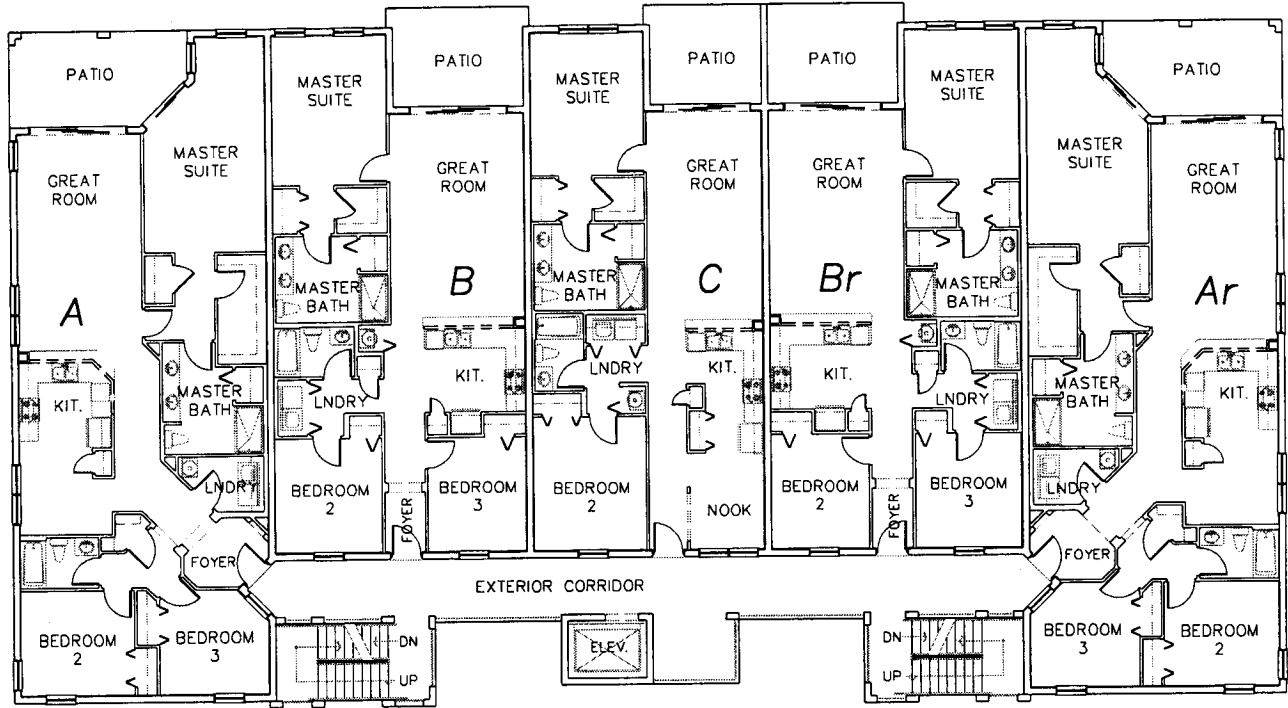 PATIO
MASTER
SUITE
GREAT
ROOM
A
KIT.
MASTER
BATH
LNDRY
FOYER
BEDROOM
2
BEDROOM
3
MASTER
SUITE
PATIO
GREAT
ROOM
MASTER
BATH
B
KIT.
LNDRY
BEDROOM
2
FOYER
BEDROOM
3
MASTER
SUITE
PATIO
GREAT
ROOM
MASTER
BATH
C
LNDRY
KIT.
BEDROOM
2
NOOK
PATIO
MASTER
SUITE
GREAT
ROOM
Br
MASTER
BATH
KIT.
LNDRY
BEDROOM
2
FOYER
BEDROOM
3
PATIO
MASTER
SUITE
GREAT
ROOM
Ar
MASTER
BATH
KIT.
LNDRY
FOYER
BEDROOM
3
BEDROOM
2
EXTERIOR CORRIDOR
DN
UP
ELEV.
DN
UP